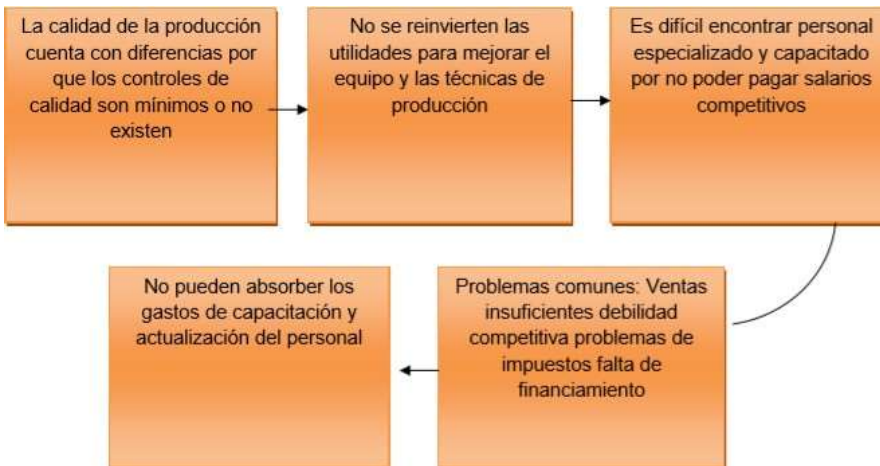 La calidad de la producción
cuenta con diferencias por
que los controles de
calidad son mínimos o no
existen
No se reinvierten las
utilidades para mejorar el
equipo y las técnicas de
producción
Es difícil encontrar personal
especializado y capacitado
por no poder pagar salarios
competitivos
No pueden absorber los
gastos de capacitación y
actualización del personal
Problemas comunes: Ventas
insuficientes debilidad
competitiva problemas de
impuestos falta de
financiamiento